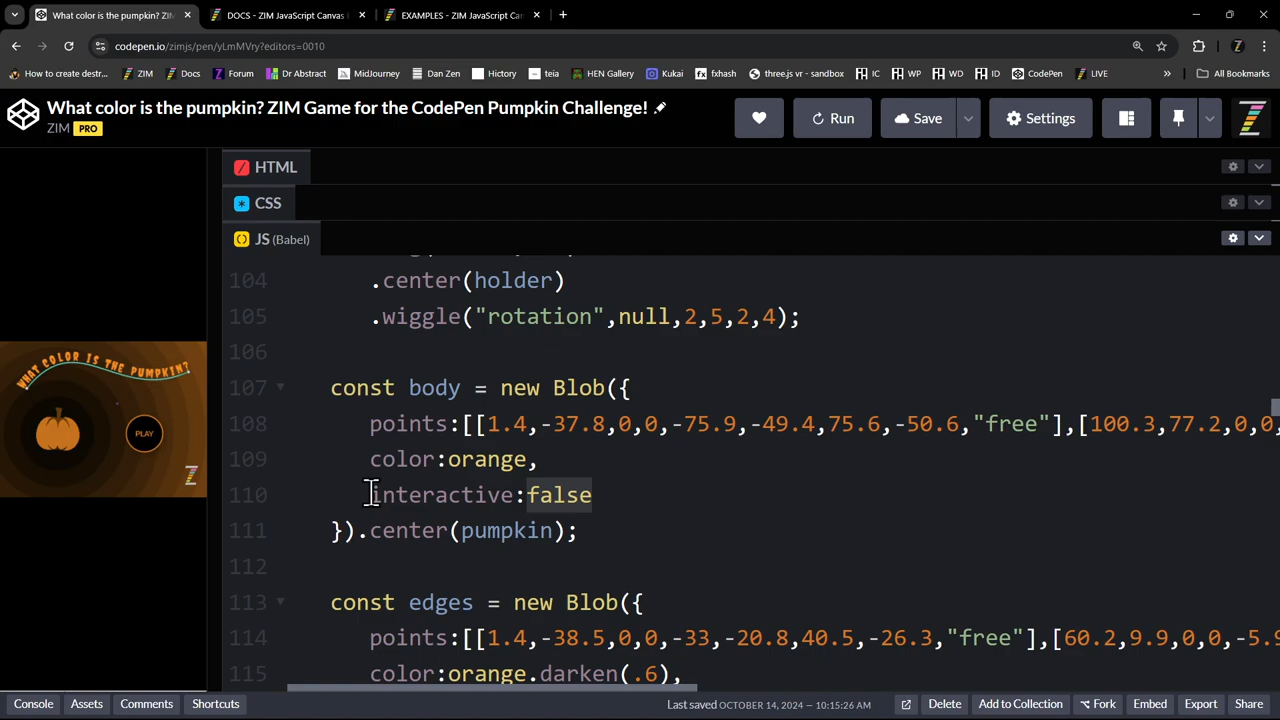 What color is the pumpkin? ZIM
DOCS - ZIM JavaScript Canvas
EXAMPLES - ZIM JavaScript Can
codepen.io/zimjs/pen/yLmMVry?editors=0010
How to create destr...
ZIM
Docs
Forum
Dr Abstract
MidJourney
Dan Zen
Hictory
teia
HEN Gallery
Kukai
fxhash
three.js vr - sandbox
IC
WP
WD
ID
CodePen
LIVE
All Bookmarks
What color is the pumpkin? ZIM Game for the CodePen Pumpkin Challenge!
ZIM PRO
Run
Save
Settings
HTML
CSS
JS (Babel)
104 .center(holder)
105 .wiggle("rotation",null,2,5,2,4);
106
107 const body = new Blob({
108 points:[[1.4,-37.8,0,0,-75.9,-49.4,75.6,-50.6,"free"],[100.3,77.2,0,0
109 color:orange,
110 interactive:false
111 }).center(pumpkin);
112
113 const edges = new Blob({
114 points:[[1.4,-38.5,0,0,-33,-20.8,40.5,-26.3,"free"],[60.2,9.9,0,0,-5.9
115 color:orange.darken(.6),
WHAT COLOR IS THE PUMPKIN?
PLAY
Console
Assets
Comments
Shortcuts
Last saved OCTOBER 14, 2024 — 10:15:26 AM
Delete
Add to Collection
Fork
Embed
Export
Share